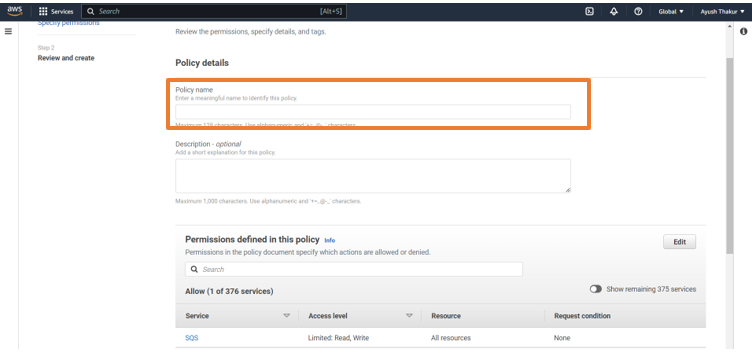 aws
Services
Search
[Alt+S]
Global
Ayush Thakur
Specify permissions
Step 2
Review and create
Review the permissions, specify details, and tags.
Policy details
Policy name
Enter a meaningful name to identify this policy.
Maximum 128 characters. Use alphanumeric and '+=,.@-_' characters.
Description - optional
Add a short explanation for this policy.
Maximum 1,000 characters. Use alphanumeric and '+=,.@-_' characters.
Permissions defined in this policy Info
Edit
Permissions in the policy document specify which actions are allowed or denied.
Search
Allow (1 of 376 services)
Show remaining 375 services
Service Access level Resource Request condition
SQS Limited: Read, Write All resources None